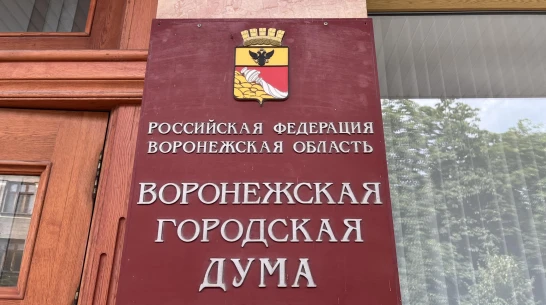 РОССИЙСКАЯ ФЕДЕРАЦИЯ
ВОРОНЕЖСКАЯ ОБЛАСТЬ
ВОРОНЕЖСКАЯ
ГОРОДСКАЯ
ДУМА